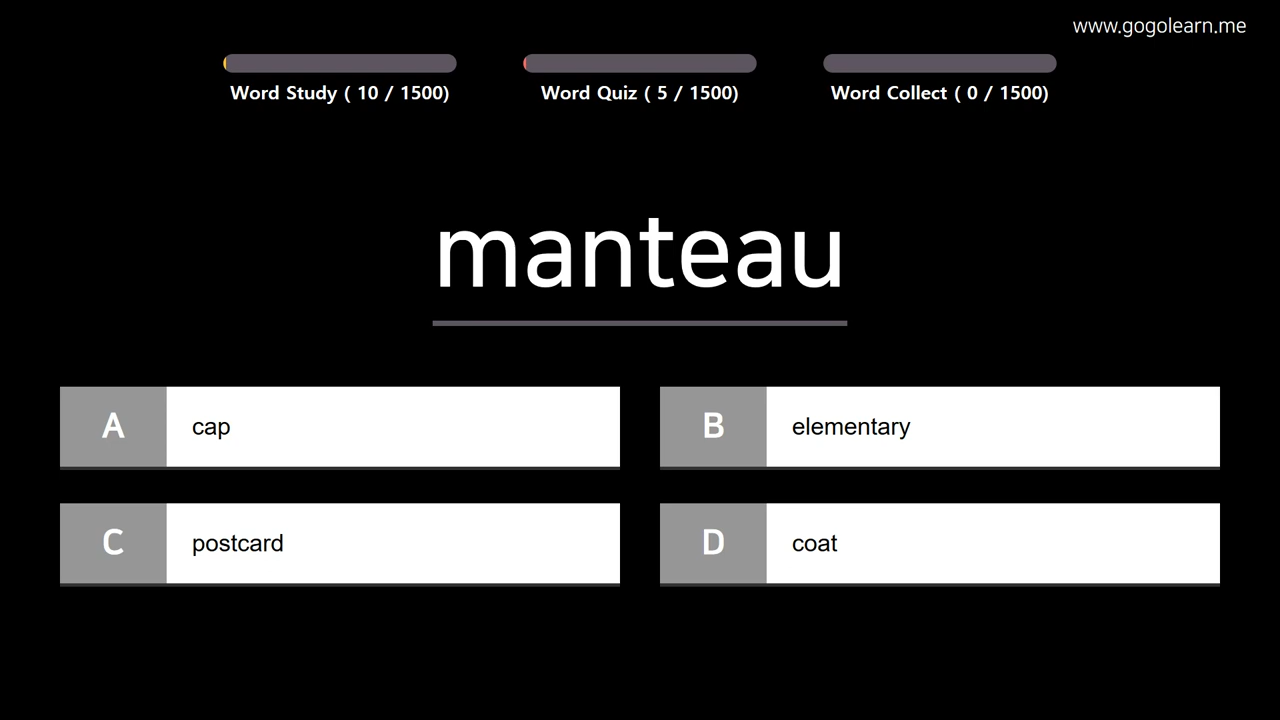 www.gogolearn.me
Word Study ( 10 / 1500)
Word Quiz ( 5 / 1500)
Word Collect ( 0 / 1500)
manteau
A cap
B elementary
C postcard
D coat